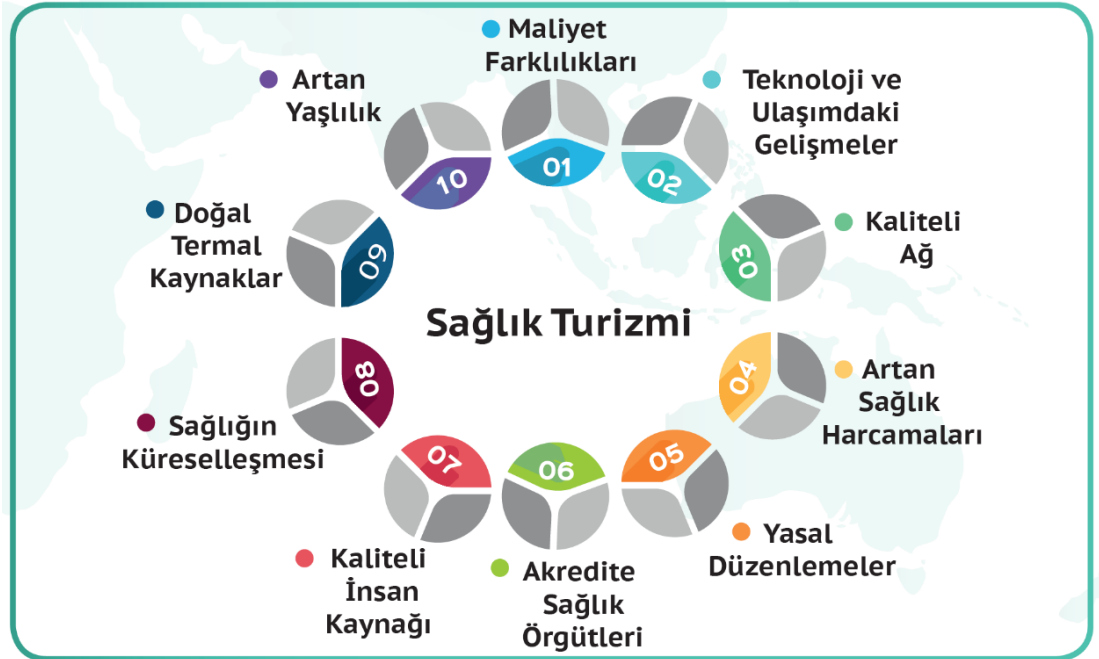 Sağlık Turizmi
01
Maliyet
Farklılıkları
02
Teknoloji ve
Ulaşımdaki
Gelişmeler
03
Kaliteli
Ağ
04
Artan
Sağlık
Harcamaları
05
Yasal
Düzenlemeler
06
Akredite
Sağlık
Örgütleri
07
Kaliteli
İnsan
Kaynağı
08
Sağlığın
Küreselleşmesi
09
Doğal
Termal
Kaynaklar
10
Artan
Yaşlılık